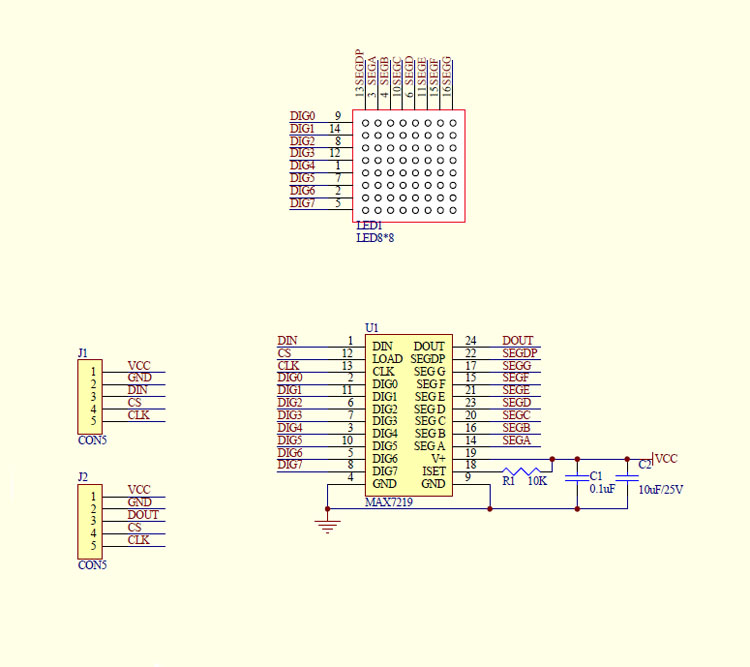 13 SEGDP
3 SEGA
4 SEGB
10 SEGC
6 SEGD
11 SEGE
15 SEGF
16 SEGG
DIG0 9
DIG1 14
DIG2 8
DIG3 12
DIG4 1
DIG5 7
DIG6 2
DIG7 5
LED1
LED8*8
U1
DIN 1 DIN DOUT 24 DOUT
CS 12 LOAD SEGDP 22 SEGDP
CLK 13 CLK SEG G 17 SEGG
DIG0 2 DIG0 SEG F 15 SEGF
DIG1 11 DIG1 SEG E 21 SEGE
DIG2 6 DIG2 SEG D 23 SEGD
DIG3 7 DIG3 SEG C 20 SEGC
DIG4 3 DIG4 SEG B 16 SEGB
DIG5 10 DIG5 SEG A 14 SEGA
DIG6 5 DIG6 V+ 19
DIG7 8 DIG7 ISET 18
4 GND GND 9
MAX7219
R1 10K
C1
0.1uF
C2
10uF/25V
VCC
J1
1 VCC
2 GND
3 DIN
4 CS
5 CLK
CON5
J2
1 VCC
2 GND
3 DOUT
4 CS
5 CLK
CON5